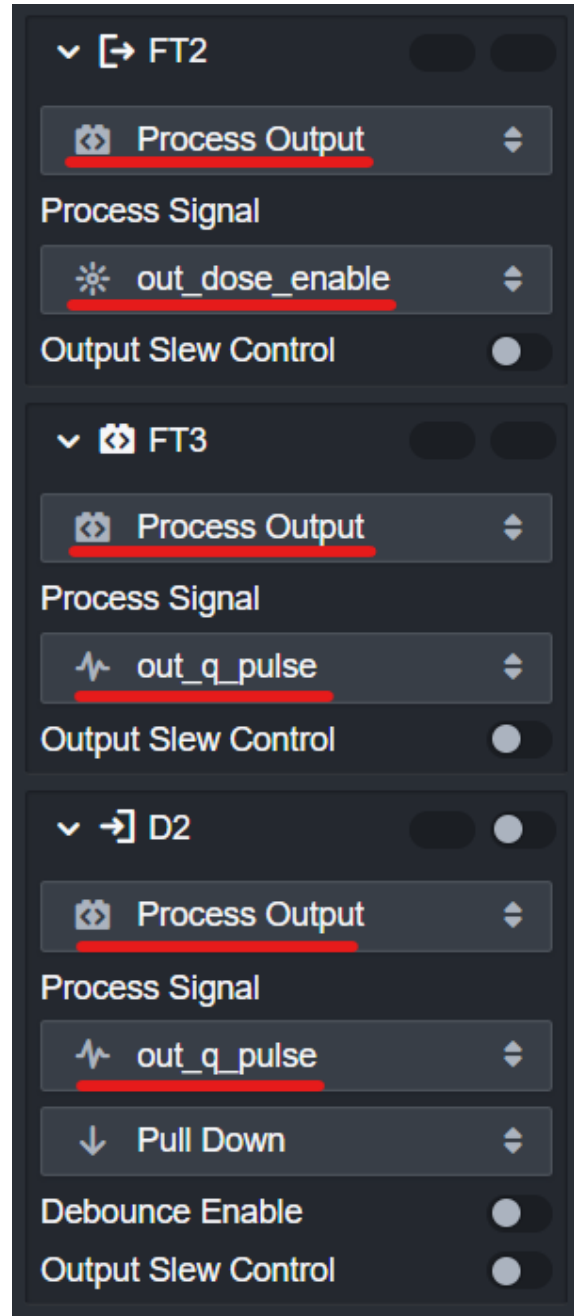 FT2
Process Output
Process Signal
out_dose_enable
Output Slew Control
FT3
Process Output
Process Signal
out_q_pulse
Output Slew Control
D2
Process Output
Process Signal
out_q_pulse
Pull Down
Debounce Enable
Output Slew Control